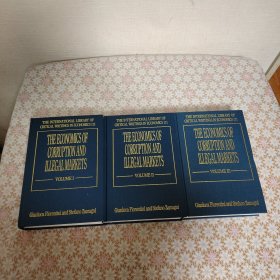 THE INTERNATIONAL LIBRARY OF
CRITICAL WRITINGS IN ECONOMICS
THE ECONOMICS OF
CORRUPTION AND
ILLEGAL MARKETS
VOLUME I
Gianluca Fiorentini and Stefano Zamagni
THE INTERNATIONAL LIBRARY OF
CRITICAL WRITINGS IN ECONOMICS
THE ECONOMICS OF
CORRUPTION AND
ILLEGAL MARKETS
VOLUME II
Gianluca Fiorentini and Stefano Zamagni
THE INTERNATIONAL LIBRARY OF
CRITICAL WRITINGS IN ECONOMICS
THE ECONOMICS OF
CORRUPTION AND
ILLEGAL MARKETS
VOLUME III
Gianluca Fiorentini and Stefano Zamagni